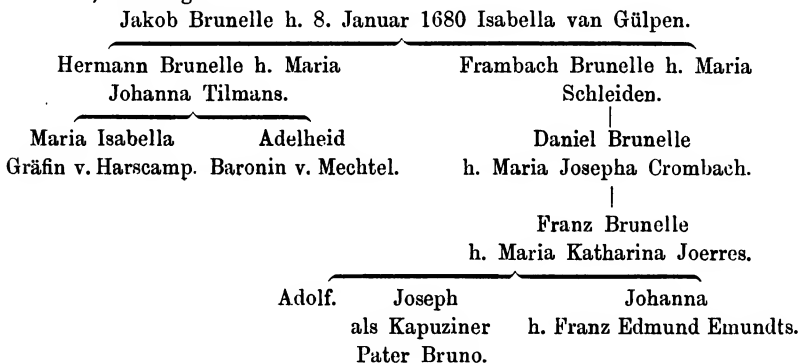 Jakob Brunelle h. 8. Januar 1680 Isabella van Gülpen.
Hermann Brunelle h. Maria Frambach Brunelle h. Maria
Johanna Tilmans. Schleiden.
Maria Isabella Adelheid Daniel Brunelle
Gräfin v. Harscamp. Baronin v. Mechtel. h. Maria Josepha Crombach.
Franz Brunelle
h. Maria Katharina Joerres.
Adolf. Joseph Johanna
als Kapuziner h. Franz Edmund Emundts.
Pater Bruno.